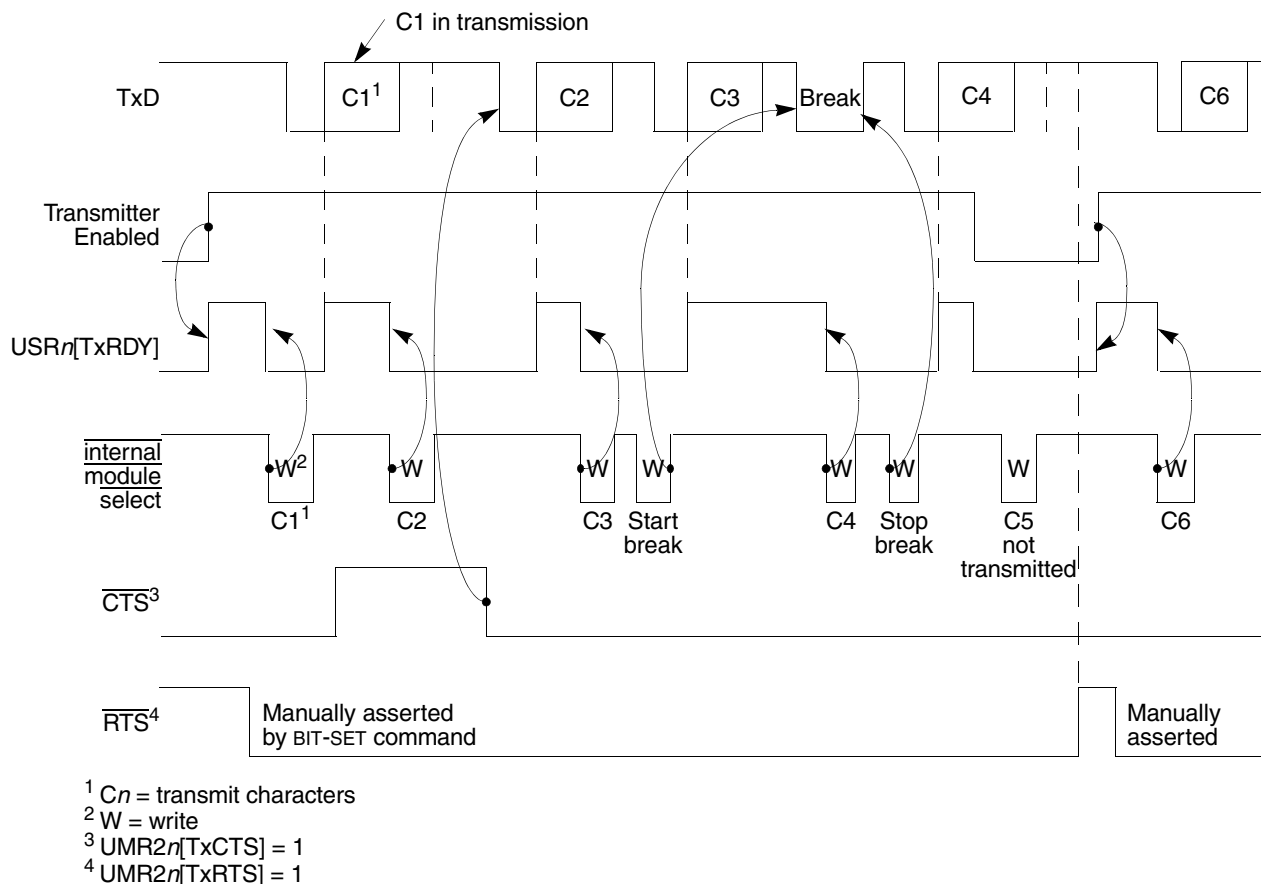 C1 in transmission
TxD
C1¹
C2
C3
Break
C4
C6
Transmitter
Enabled
USRn[TxRDY]
internal
module
select
W²
W
W
W
W
W
W
W
C1¹
C2
C3
Start
break
C4
Stop
break
C5
not
transmitted
C6
CTS³
RTS⁴
Manually asserted
by BIT-SET command
Manually
asserted
¹ Cn = transmit characters
² W = write
³ UMR2n[TxCTS] = 1
⁴ UMR2n[TxRTS] = 1